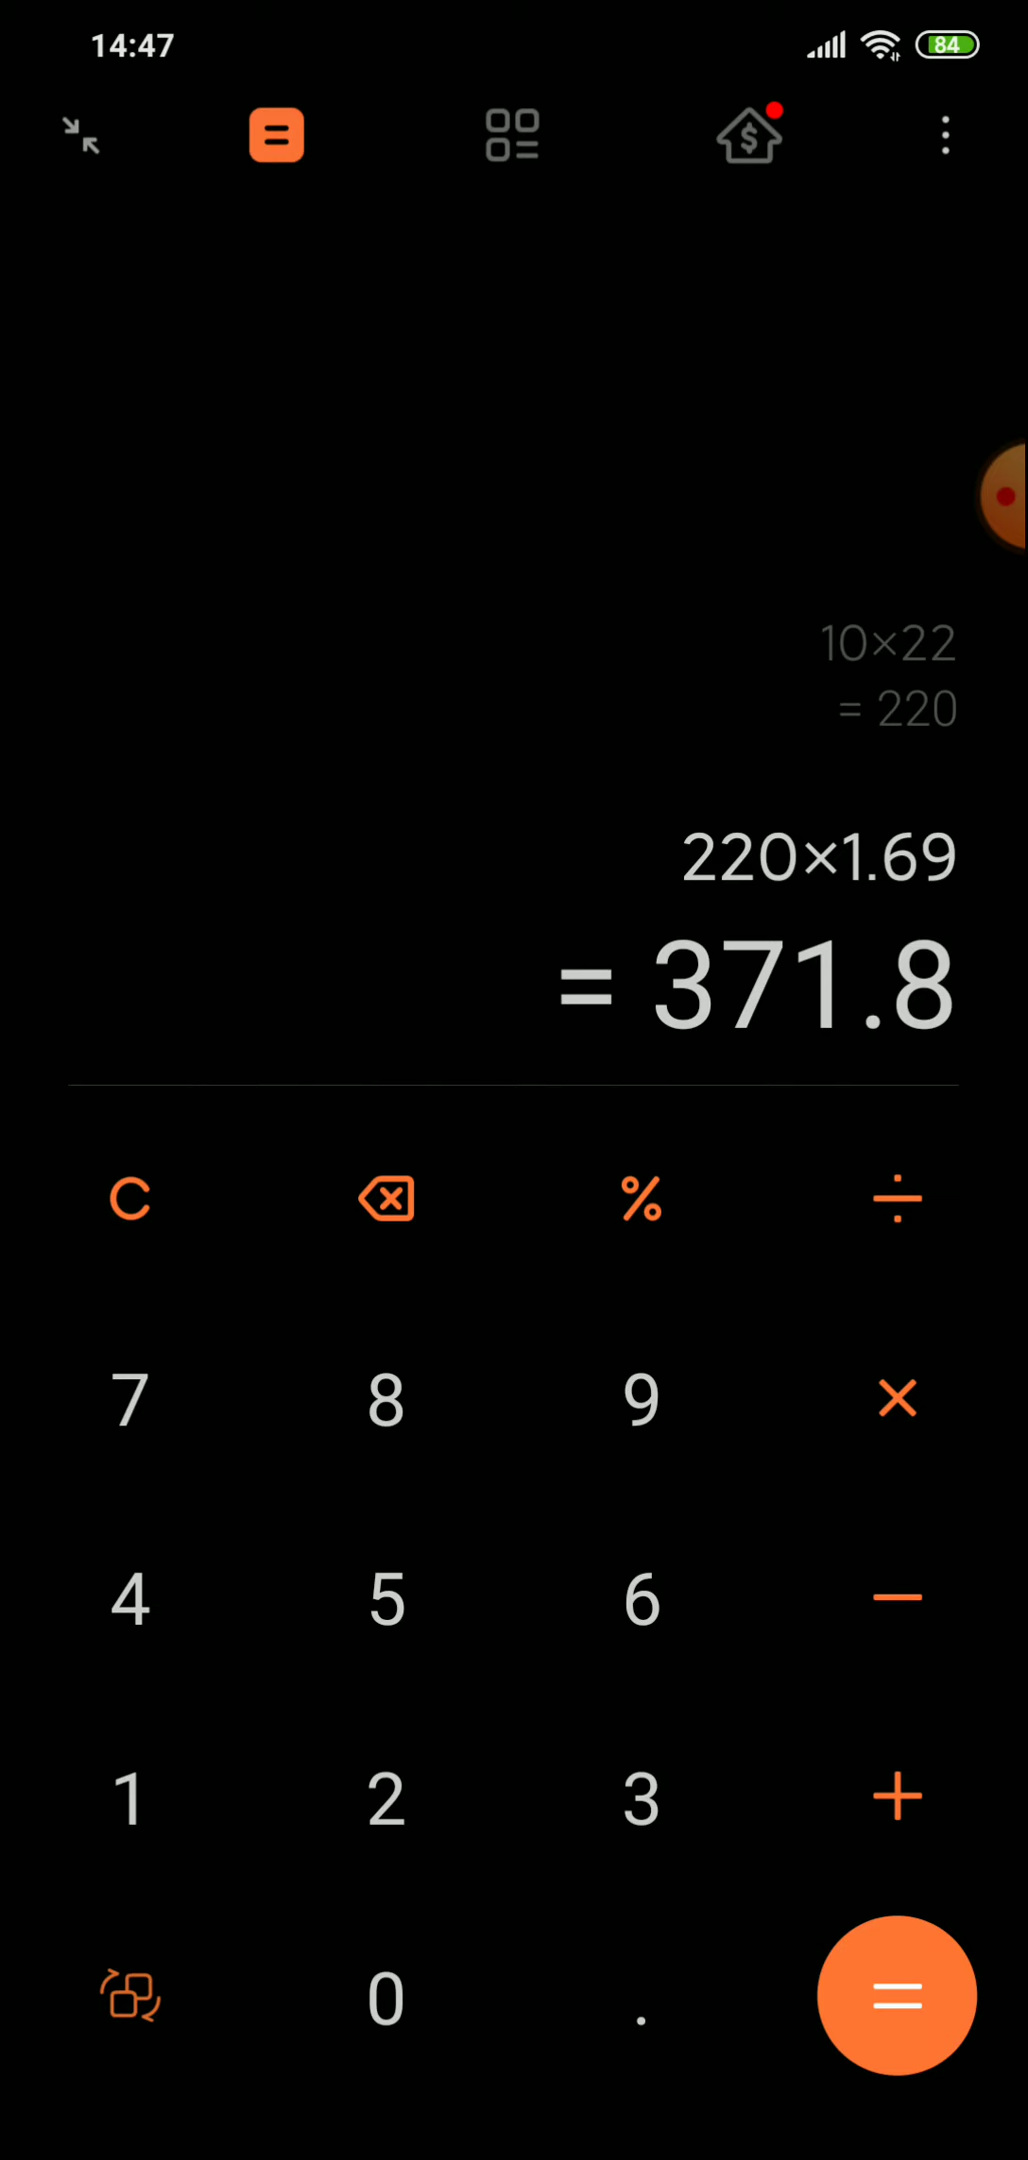 14:47 84
10×22
= 220
220×1.69
= 371.8
C % ÷
7 8 9 ×
4 5 6 −
1 2 3 +
0 . =